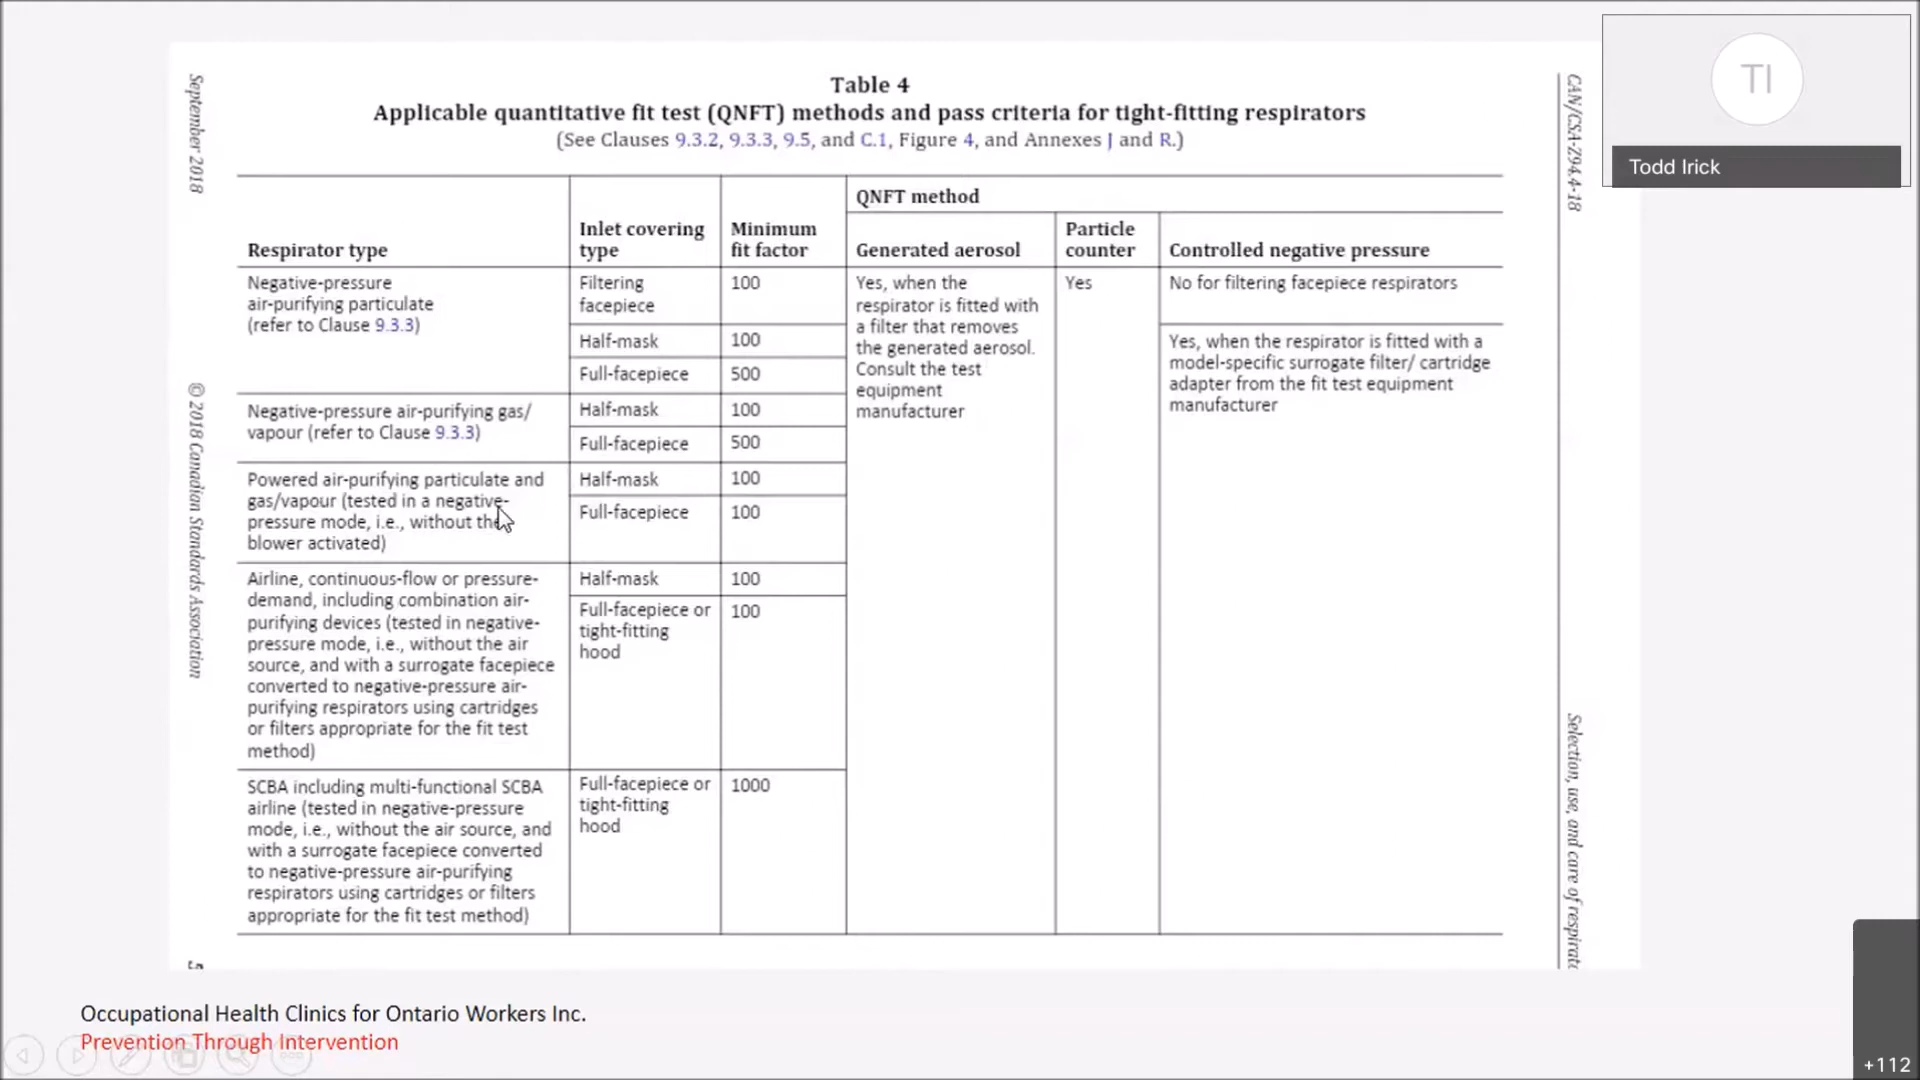 Table 4
Applicable quantitative fit test (QNFT) methods and pass criteria for tight-fitting respirators
(See Clauses 9.3.2, 9.3.3, 9.5, and C.1, Figure 4, and Annexes J and R.)
September 2018
© 2018 Canadian Standards Association
Respirator type
Inlet covering
type
Minimum
fit factor
QNFT method
Generated aerosol
Particle
counter
Controlled negative pressure
Negative-pressure
air-purifying particulate
(refer to Clause 9.3.3)
Filtering
facepiece
100
Half-mask
100
Full-facepiece
500
Yes, when the
respirator is fitted with
a filter that removes
the generated aerosol.
Consult the test
equipment
manufacturer
Yes
No for filtering facepiece respirators
Yes, when the respirator is fitted with a
model-specific surrogate filter/ cartridge
adapter from the fit test equipment
manufacturer
Negative-pressure air-purifying gas/
vapour (refer to Clause 9.3.3)
Half-mask
100
Full-facepiece
500
Powered air-purifying particulate and
gas/vapour (tested in a negative-
pressure mode, i.e., without the
blower activated)
Half-mask
100
Full-facepiece
100
Airline, continuous-flow or pressure-
demand, including combination air-
purifying devices (tested in negative-
pressure mode, i.e., without the air
source, and with a surrogate facepiece
converted to negative-pressure air-
purifying respirators using cartridges
or filters appropriate for the fit test
method)
Half-mask
100
Full-facepiece or
tight-fitting
hood
100
SCBA including multi-functional SCBA
airline (tested in negative-pressure
mode, i.e., without the air source, and
with a surrogate facepiece converted
to negative-pressure air-purifying
respirators using cartridges or filters
appropriate for the fit test method)
Full-facepiece or
tight-fitting
hood
1000
CAN/CSA-Z94.4-18
Selection, use, and care of
TI
Todd Irick
Occupational Health Clinics for Ontario Workers Inc.
Prevention Through Intervention
+112